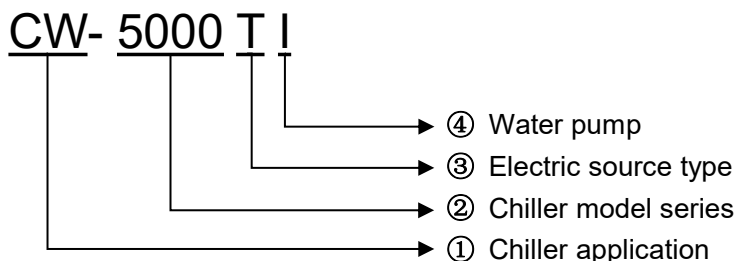 CW- 5000 T I
④ Water pump
③ Electric source type
② Chiller model series
① Chiller application